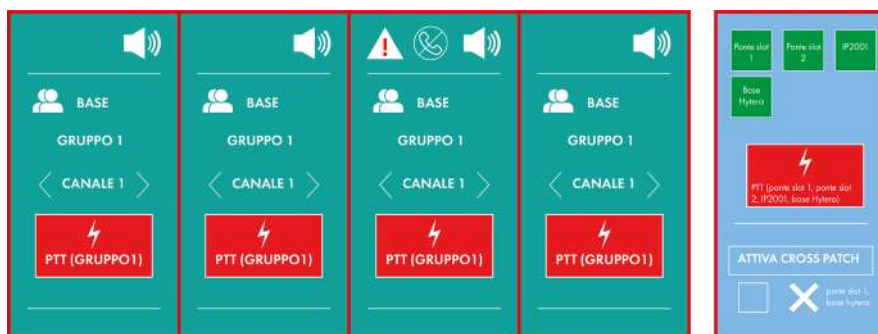 BASE
GRUPPO 1
CANALE 1
PTT (GRUPPO1)
BASE
GRUPPO 1
CANALE 1
PTT (GRUPPO1)
BASE
GRUPPO 1
CANALE 1
PTT (GRUPPO1)
BASE
GRUPPO 1
CANALE 1
PTT (GRUPPO1)
Ponte slot
1
Ponte slot
2
IP2001
Base
Hytera
PTT (ponte slot 1, ponte slot
2, IP2001, base Hytera)
ATTIVA CROSS PATCH
ponte slot 1,
base hytera